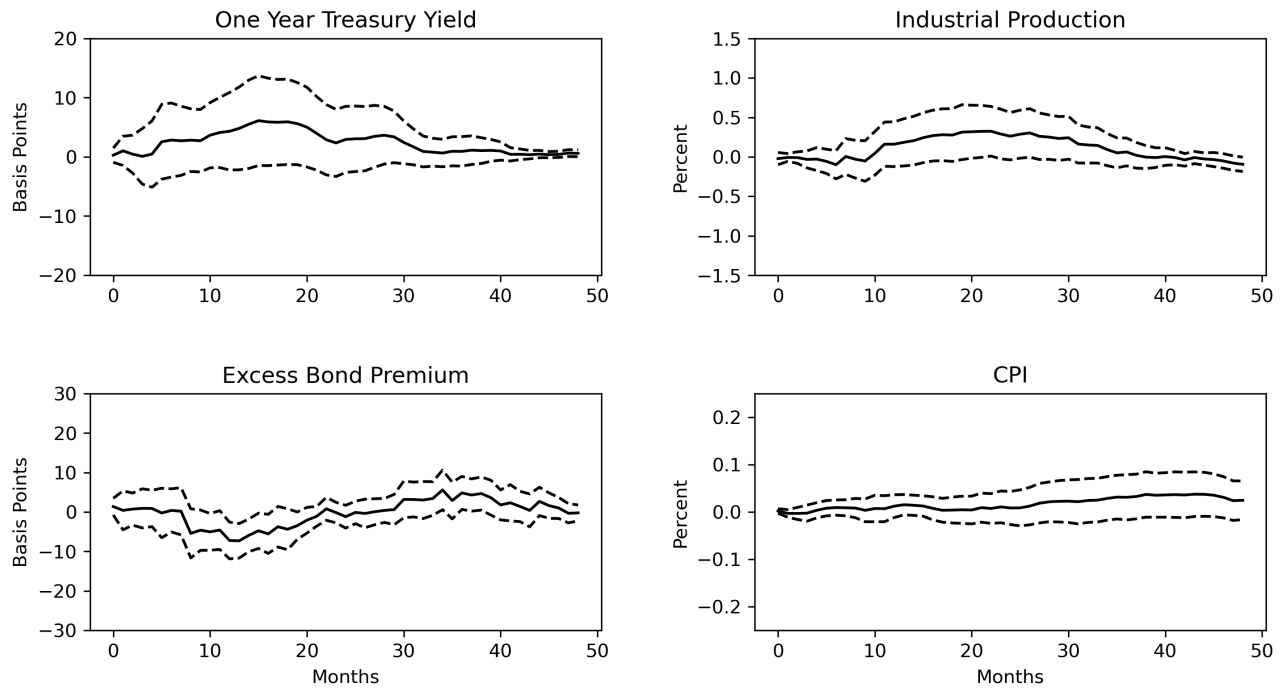 One Year Treasury Yield
Basis Points
20
10
0
−10
−20
0 10 20 30 40 50
Industrial Production
Percent
1.5
1.0
0.5
0.0
−0.5
−1.0
−1.5
0 10 20 30 40 50
Excess Bond Premium
Basis Points
30
20
10
0
−10
−20
−30
0 10 20 30 40 50
Months
CPI
Percent
0.2
0.1
0.0
−0.1
−0.2
0 10 20 30 40 50
Months